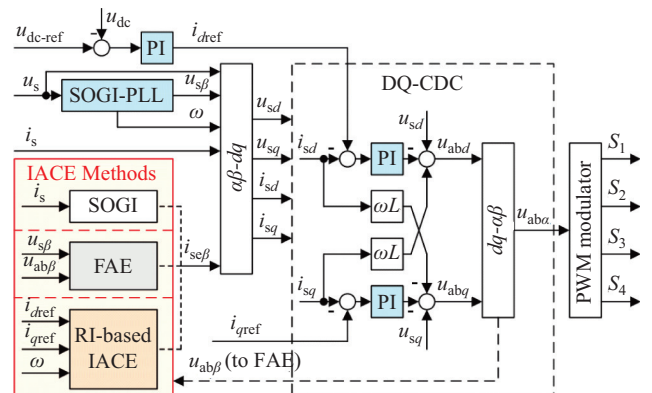 u_dc
u_dc-ref
PI
i_dref
DQ-CDC
u_s
SOGI-PLL
u_sβ
ω
i_s
αβ-dq
u_sd
u_sq
i_sd
i_sq
i_sd
PI
u_sd
u_abd
ωL
ωL
i_sq
PI
u_abq
u_sq
i_qref
dq-αβ
u_abα
PWM modulator
S_1
S_2
S_3
S_4
IACE Methods
i_s
SOGI
u_sβ
u_abβ
FAE
i_seβ
i_dref
i_qref
ω
RI-based
IACE
u_abβ (to FAE)